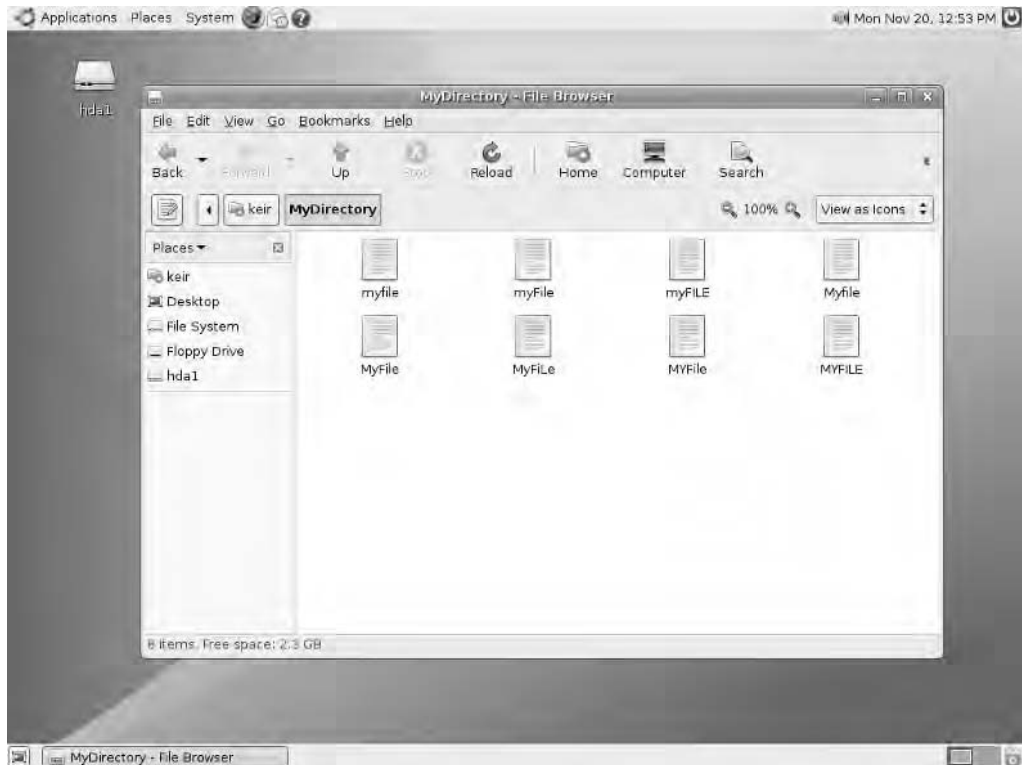 Applications Places System Mon Nov 20, 12:53 PM
hda1
MyDirectory - File Browser
File Edit View Go Bookmarks Help
Back Forward Up Stop Reload Home Computer Search
keir MyDirectory 100% View as Icons
Places
keir
Desktop
File System
Floppy Drive
hda1
myfile myFile myFILE Myfile
MyFile MyFiLe MYFile MYFILE
8 items, Free space: 2.3 GB
MyDirectory - File Browser